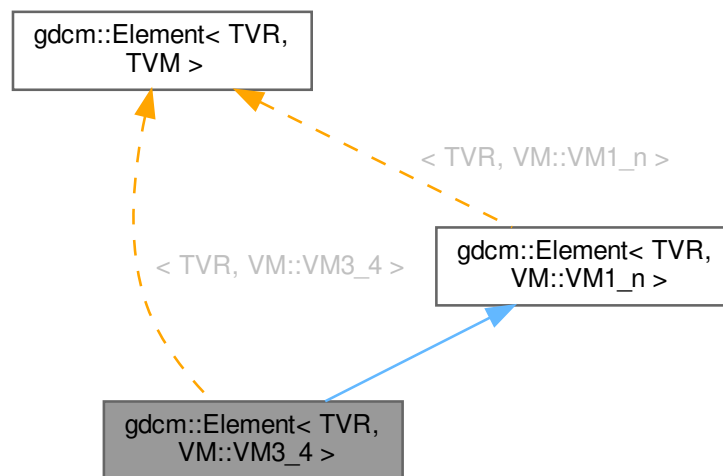 gdcm::Element< TVR,
TVM >
< TVR, VM::VM1_n >
gdcm::Element< TVR,
VM::VM1_n >
< TVR, VM::VM3_4 >
gdcm::Element< TVR,
VM::VM3_4 >